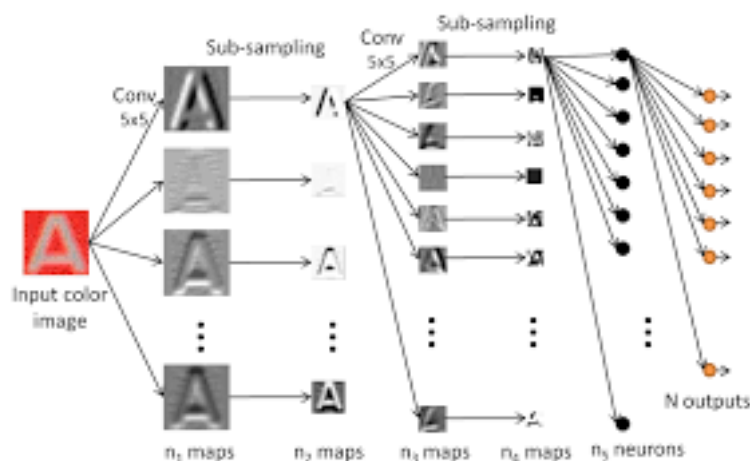 Sub-sampling
Conv
5x5
Sub-sampling
Conv
5x5
A
Input color
image
N outputs
n₁ maps
n₂ maps
n₃ maps
n₄ maps
n₅ neurons